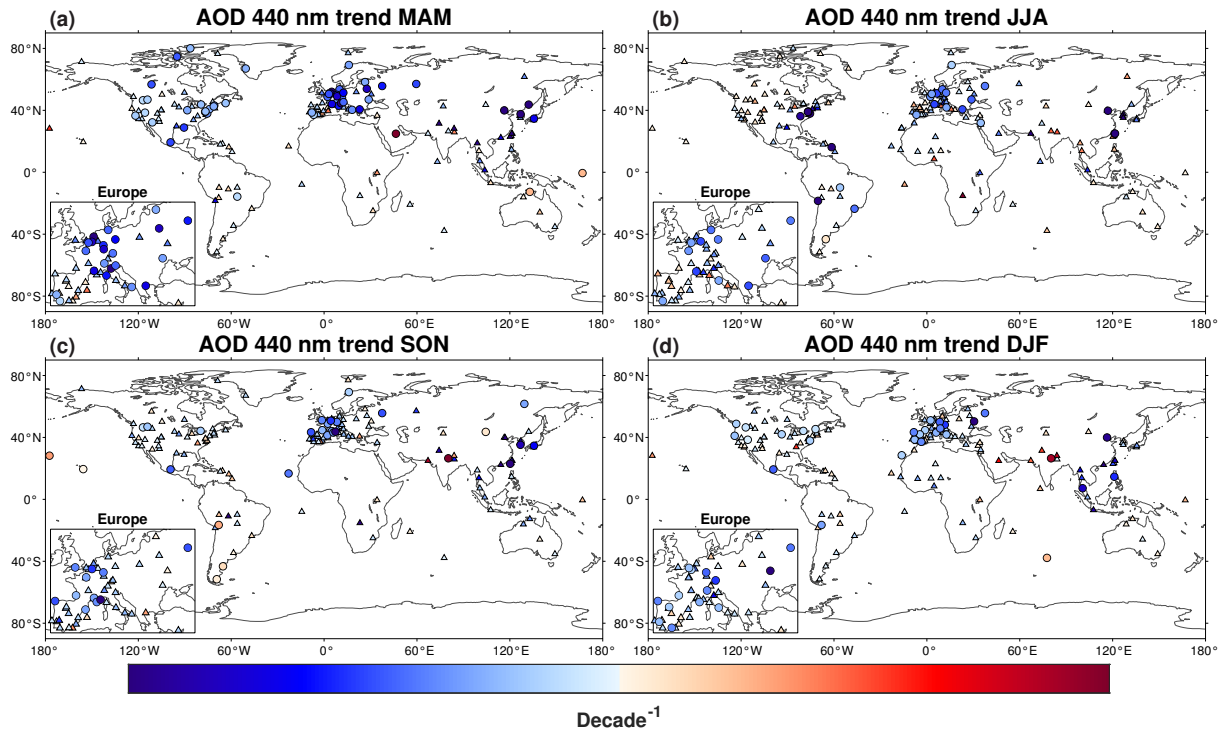 (a) AOD 440 nm trend MAM
80°N
40°N
0°
40°S
80°S
Europe
180°
120°W
60°W
0°
60°E
120°E
180°
(b) AOD 440 nm trend JJA
80°N
40°N
0°
40°S
80°S
Europe
180°
120°W
60°W
0°
60°E
120°E
180°
(c) AOD 440 nm trend SON
80°N
40°N
0°
40°S
80°S
Europe
180°
120°W
60°W
0°
60°E
120°E
180°
(d) AOD 440 nm trend DJF
80°N
40°N
0°
40°S
80°S
Europe
180°
120°W
60°W
0°
60°E
120°E
180°
Decade⁻¹